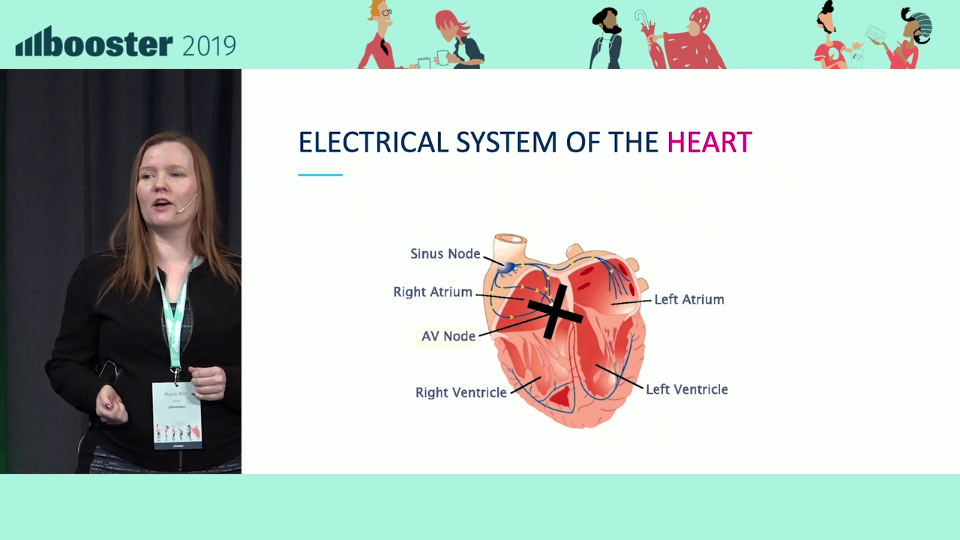 booster 2019
ELECTRICAL SYSTEM OF THE HEART
Sinus Node
Right Atrium
Left Atrium
AV Node
Right Ventricle
Left Ventricle